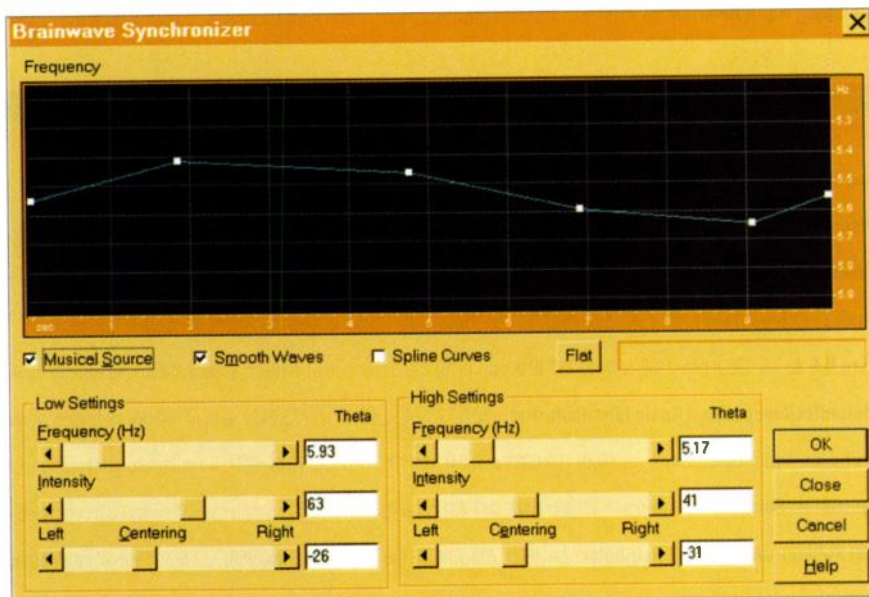 Brainwave Synchronizer
Frequency
Hz
5.3
5.4
5.5
5.6
5.7
5.9
5.9
sec 1 2 3 4 5 6 7 8 9
Musical Source Smooth Waves Spline Curves Flat
Low Settings
Theta
Frequency (Hz)
5.93
Intensity
63
Left Centering Right
-26
High Settings
Theta
Frequency (Hz)
5.17
Intensity
41
Left Centering Right
-31
OK
Close
Cancel
Help